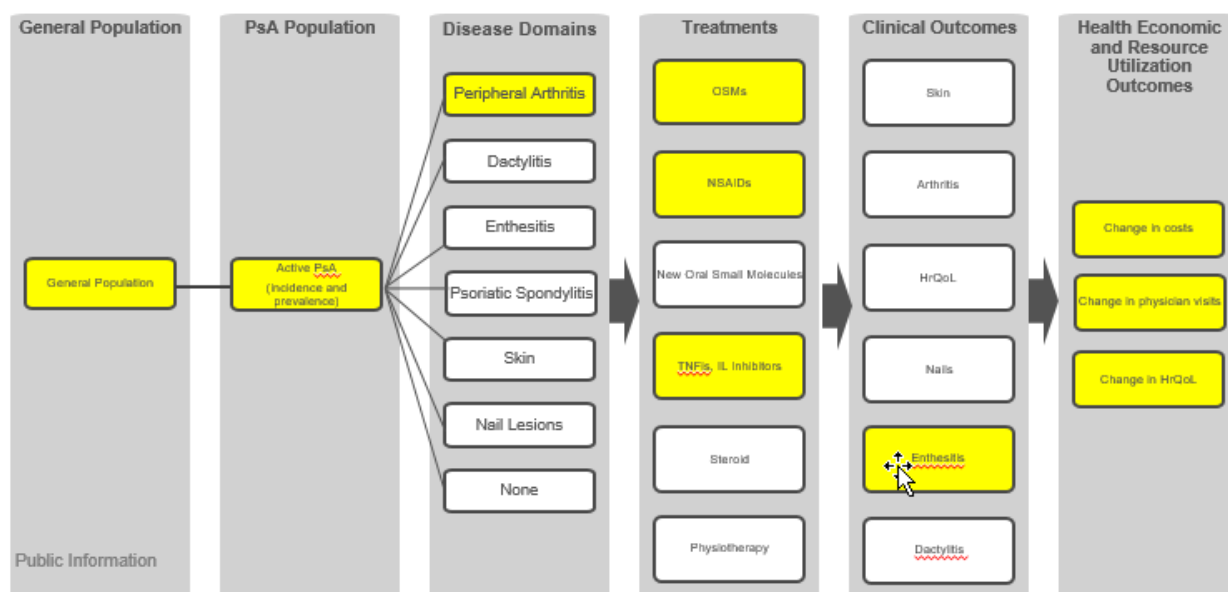 General Population
PsA Population
Disease Domains
Treatments
Clinical Outcomes
Health Economic
and Resource
Utilization
Outcomes
General Population
Active PsA
(incidence and
prevalence)
Peripheral Arthritis
Dactylitis
Enthesitis
Psoriatic Spondylitis
Skin
Nail Lesions
None
OSMs
NSAIDs
New Oral Small Molecules
TNFis, IL Inhibitors
Steroid
Physiotherapy
Skin
Arthritis
HrQoL
Nails
Enthesitis
Dactylitis
Change in costs
Change in physician visits
Change in HrQoL
Public Information